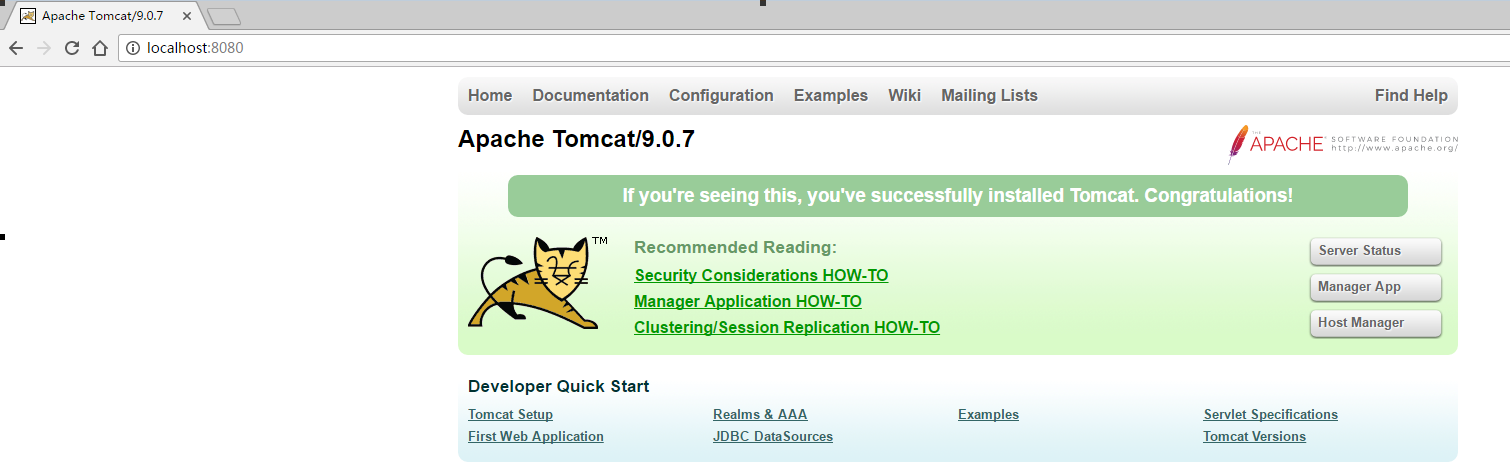 Apache Tomcat/9.0.7
localhost:8080
Home Documentation Configuration Examples Wiki Mailing Lists Find Help
Apache Tomcat/9.0.7
THE
APACHE® SOFTWARE FOUNDATION
http://www.apache.org/
If you're seeing this, you've successfully installed Tomcat. Congratulations!
TM
Recommended Reading:
Security Considerations HOW-TO
Manager Application HOW-TO
Clustering/Session Replication HOW-TO
Server Status
Manager App
Host Manager
Developer Quick Start
Tomcat Setup
First Web Application
Realms & AAA
JDBC DataSources
Examples
Servlet Specifications
Tomcat Versions